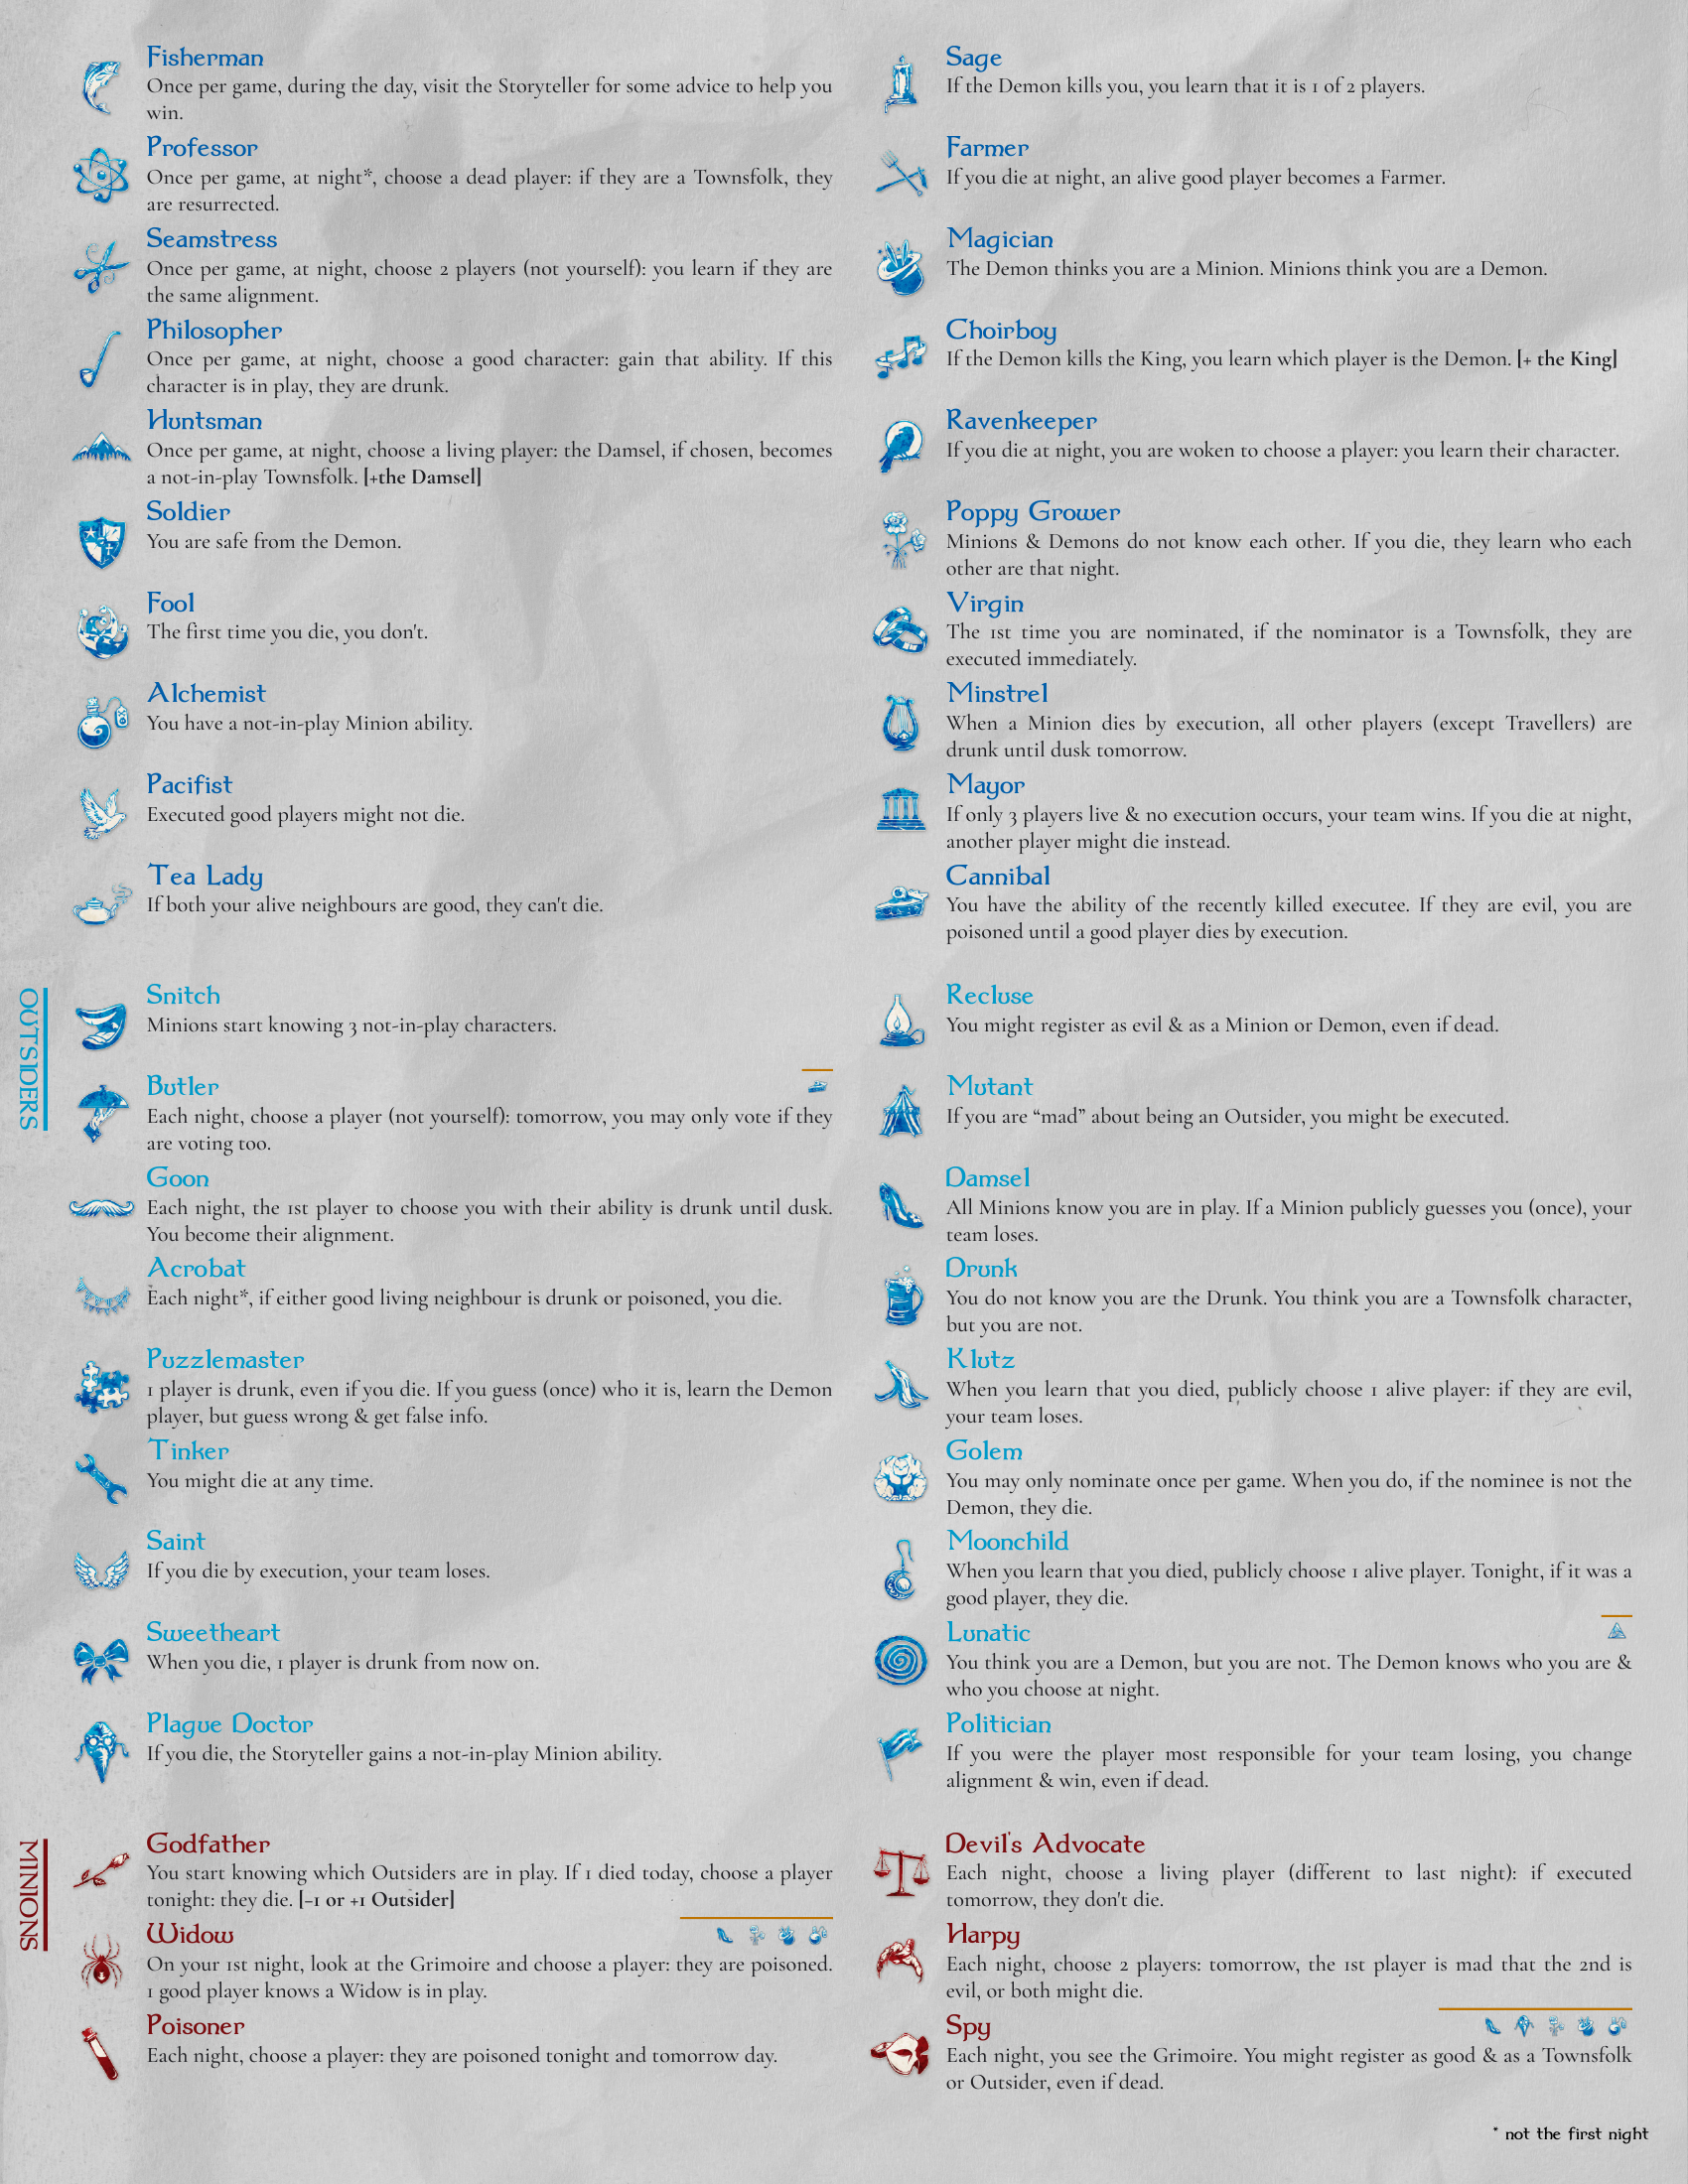 Fisherman
Once per game, during the day, visit the Storyteller for some advice to help you
win.
Professor
Once per game, at night*, choose a dead player: if they are a Townsfolk, they
are resurrected.
Seamstress
Once per game, at night, choose 2 players (not yourself): you learn if they are
the same alignment.
Philosopher
Once per game, at night, choose a good character: gain that ability. If this
character is in play, they are drunk.
Huntsman
Once per game, at night, choose a living player: the Damsel, if chosen, becomes
a not-in-play Townsfolk. [+the Damsel]
Soldier
You are safe from the Demon.
Fool
The first time you die, you don't.
Alchemist
You have a not-in-play Minion ability.
Pacifist
Executed good players might not die.
Tea Lady
If both your alive neighbours are good, they can't die.
Sage
If the Demon kills you, you learn that it is 1 of 2 players.
Farmer
If you die at night, an alive good player becomes a Farmer.
Magician
The Demon thinks you are a Minion. Minions think you are a Demon.
Choirboy
If the Demon kills the King, you learn which player is the Demon. [+ the King]
Ravenkeeper
If you die at night, you are woken to choose a player: you learn their character.
Poppy Grower
Minions & Demons do not know each other. If you die, they learn who each
other are that night.
Virgin
The 1st time you are nominated, if the nominator is a Townsfolk, they are
executed immediately.
Minstrel
When a Minion dies by execution, all other players (except Travellers) are
drunk until dusk tomorrow.
Mayor
If only 3 players live & no execution occurs, your team wins. If you die at night,
another player might die instead.
Cannibal
You have the ability of the recently killed executee. If they are evil, you are
poisoned until a good player dies by execution.
OUTSIDERS
Snitch
Minions start knowing 3 not-in-play characters.
Butler
Each night, choose a player (not yourself): tomorrow, you may only vote if they
are voting too.
Goon
Each night, the 1st player to choose you with their ability is drunk until dusk.
You become their alignment.
Acrobat
Each night*, if either good living neighbour is drunk or poisoned, you die.
Puzzlemaster
1 player is drunk, even if you die. If you guess (once) who it is, learn the Demon
player, but guess wrong & get false info.
Tinker
You might die at any time.
Saint
If you die by execution, your team loses.
Sweetheart
When you die, 1 player is drunk from now on.
Plague Doctor
If you die, the Storyteller gains a not-in-play Minion ability.
Recluse
You might register as evil & as a Minion or Demon, even if dead.
Mutant
If you are “mad” about being an Outsider, you might be executed.
Damsel
All Minions know you are in play. If a Minion publicly guesses you (once), your
team loses.
Drunk
You do not know you are the Drunk. You think you are a Townsfolk character,
but you are not.
Klutz
When you learn that you died, publicly choose 1 alive player: if they are evil,
your team loses.
Golem
You may only nominate once per game. When you do, if the nominee is not the
Demon, they die.
Moonchild
When you learn that you died, publicly choose 1 alive player. Tonight, if it was a
good player, they die.
Lunatic
You think you are a Demon, but you are not. The Demon knows who you are &
who you choose at night.
Politician
If you were the player most responsible for your team losing, you change
alignment & win, even if dead.
MINIONS
Godfather
You start knowing which Outsiders are in play. If 1 died today, choose a player
tonight: they die. [−1 or +1 Outsider]
Widow
On your 1st night, look at the Grimoire and choose a player: they are poisoned.
1 good player knows a Widow is in play.
Poisoner
Each night, choose a player: they are poisoned tonight and tomorrow day.
Devil's Advocate
Each night, choose a living player (different to last night): if executed
tomorrow, they don't die.
Harpy
Each night, choose 2 players: tomorrow, the 1st player is mad that the 2nd is
evil, or both might die.
Spy
Each night, you see the Grimoire. You might register as good & as a Townsfolk
or Outsider, even if dead.
* not the first night